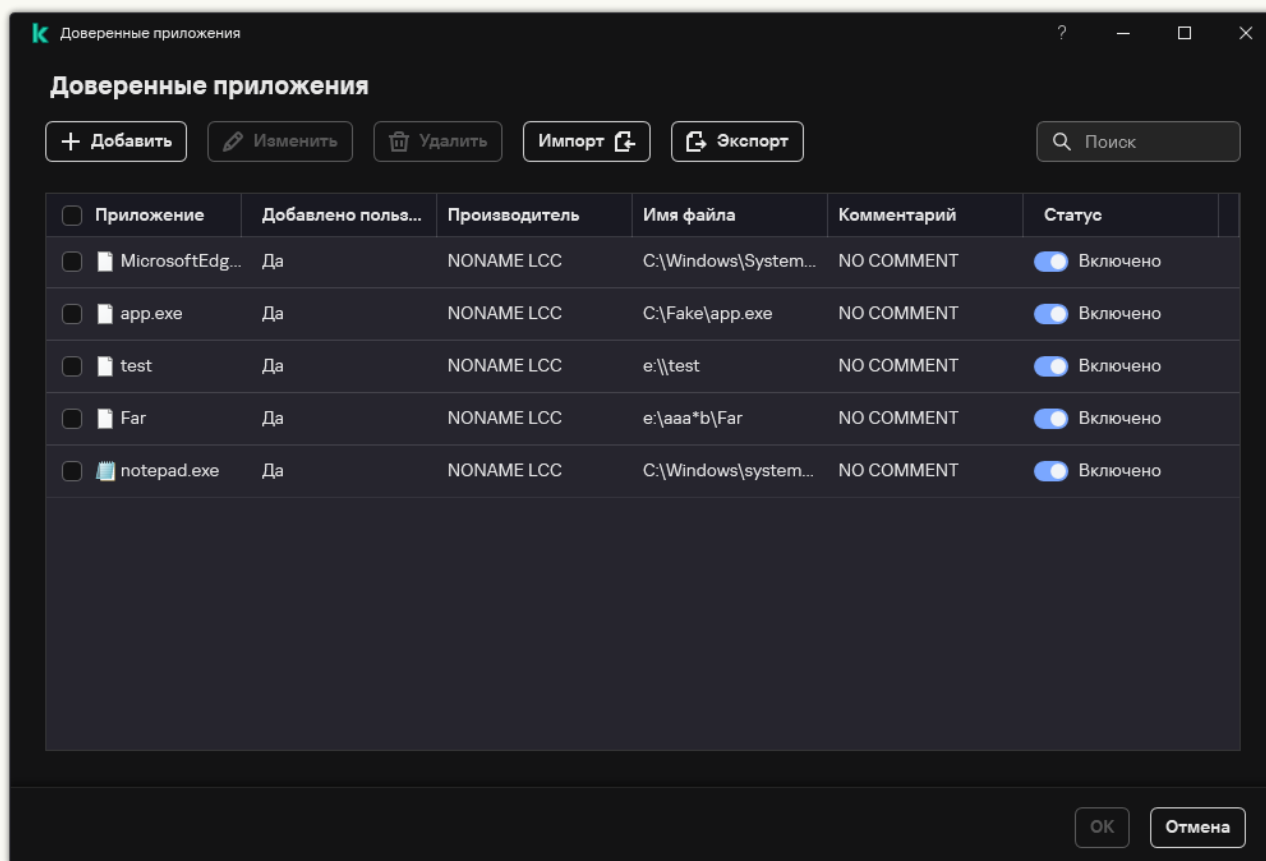 Доверенные приложения
?
Доверенные приложения
Добавить Изменить Удалить Импорт Экспорт Поиск
Приложение Добавлено польз... Производитель Имя файла Комментарий Статус
MicrosoftEdg... Да NONAME LCC C:\Windows\System... NO COMMENT Включено
app.exe Да NONAME LCC C:\Fake\app.exe NO COMMENT Включено
test Да NONAME LCC e:\\test NO COMMENT Включено
Far Да NONAME LCC e:\aaa*b\Far NO COMMENT Включено
notepad.exe Да NONAME LCC C:\Windows\system... NO COMMENT Включено
ОК Отмена